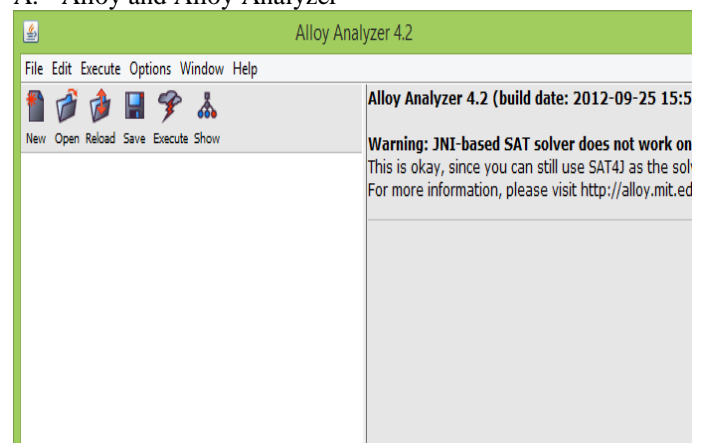 A. Alloy and Alloy Analyzer
Alloy Analyzer 4.2
File Edit Execute Options Window Help
New Open Reload Save Execute Show
Alloy Analyzer 4.2 (build date: 2012-09-25 15:5
Warning: JNI-based SAT solver does not work on
This is okay, since you can still use SAT4J as the sol
For more information, please visit http://alloy.mit.ed